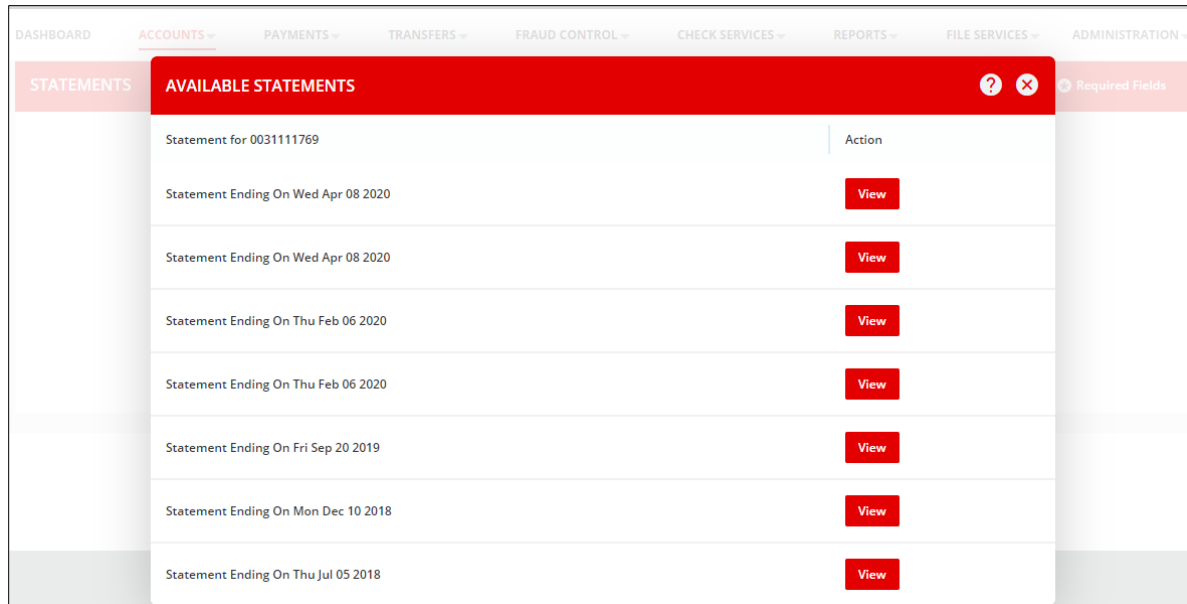 DASHBOARD ACCOUNTS PAYMENTS TRANSFERS FRAUD CONTROL CHECK SERVICES REPORTS FILE SERVICES ADMINISTRATION
STATEMENTS AVAILABLE STATEMENTS ? Required Fields
Statement for 0031111769 Action
Statement Ending On Wed Apr 08 2020 View
Statement Ending On Wed Apr 08 2020 View
Statement Ending On Thu Feb 06 2020 View
Statement Ending On Thu Feb 06 2020 View
Statement Ending On Fri Sep 20 2019 View
Statement Ending On Mon Dec 10 2018 View
Statement Ending On Thu Jul 05 2018 View